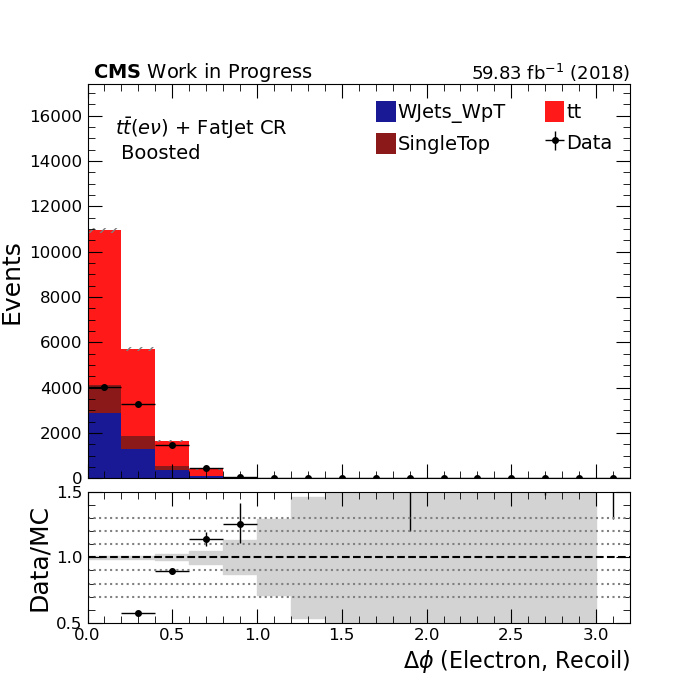 CMS Work in Progress 59.83 fb⁻¹ (2018)
tt̄(eν) + FatJet CR
Boosted
WJets_WpT tt
SingleTop Data
Events
16000
14000
12000
10000
8000
6000
4000
2000
0
Data/MC
1.5
1.0
0.5
0.0 0.5 1.0 1.5 2.0 2.5 3.0
Δϕ (Electron, Recoil)